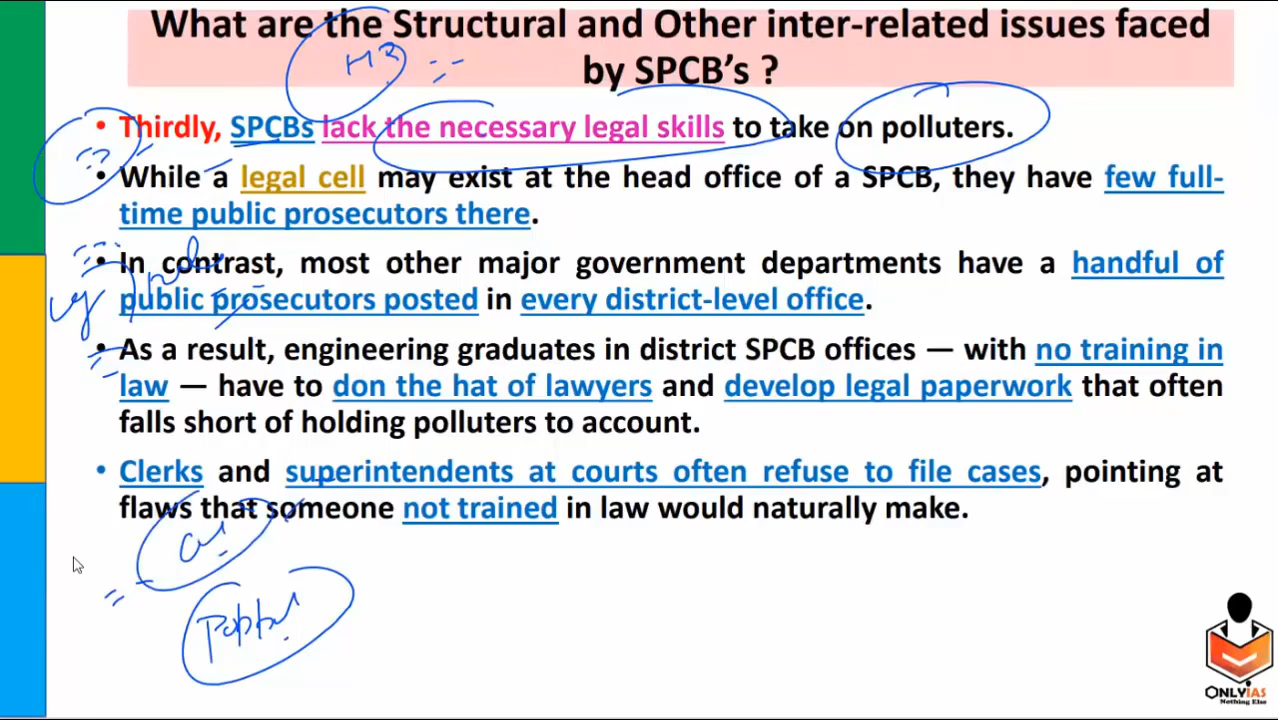 What are the Structural and Other inter-related issues faced
by SPCB's ?
• Thirdly, SPCBs lack the necessary legal skills to take on polluters.
• While a legal cell may exist at the head office of a SPCB, they have few full-
time public prosecutors there.
• In contrast, most other major government departments have a handful of
public prosecutors posted in every district-level office.
• As a result, engineering graduates in district SPCB offices — with no training in
law — have to don the hat of lawyers and develop legal paperwork that often
falls short of holding polluters to account.
• Clerks and superintendents at courts often refuse to file cases, pointing at
flaws that someone not trained in law would naturally make.
ONLYIAS
Nothing Else